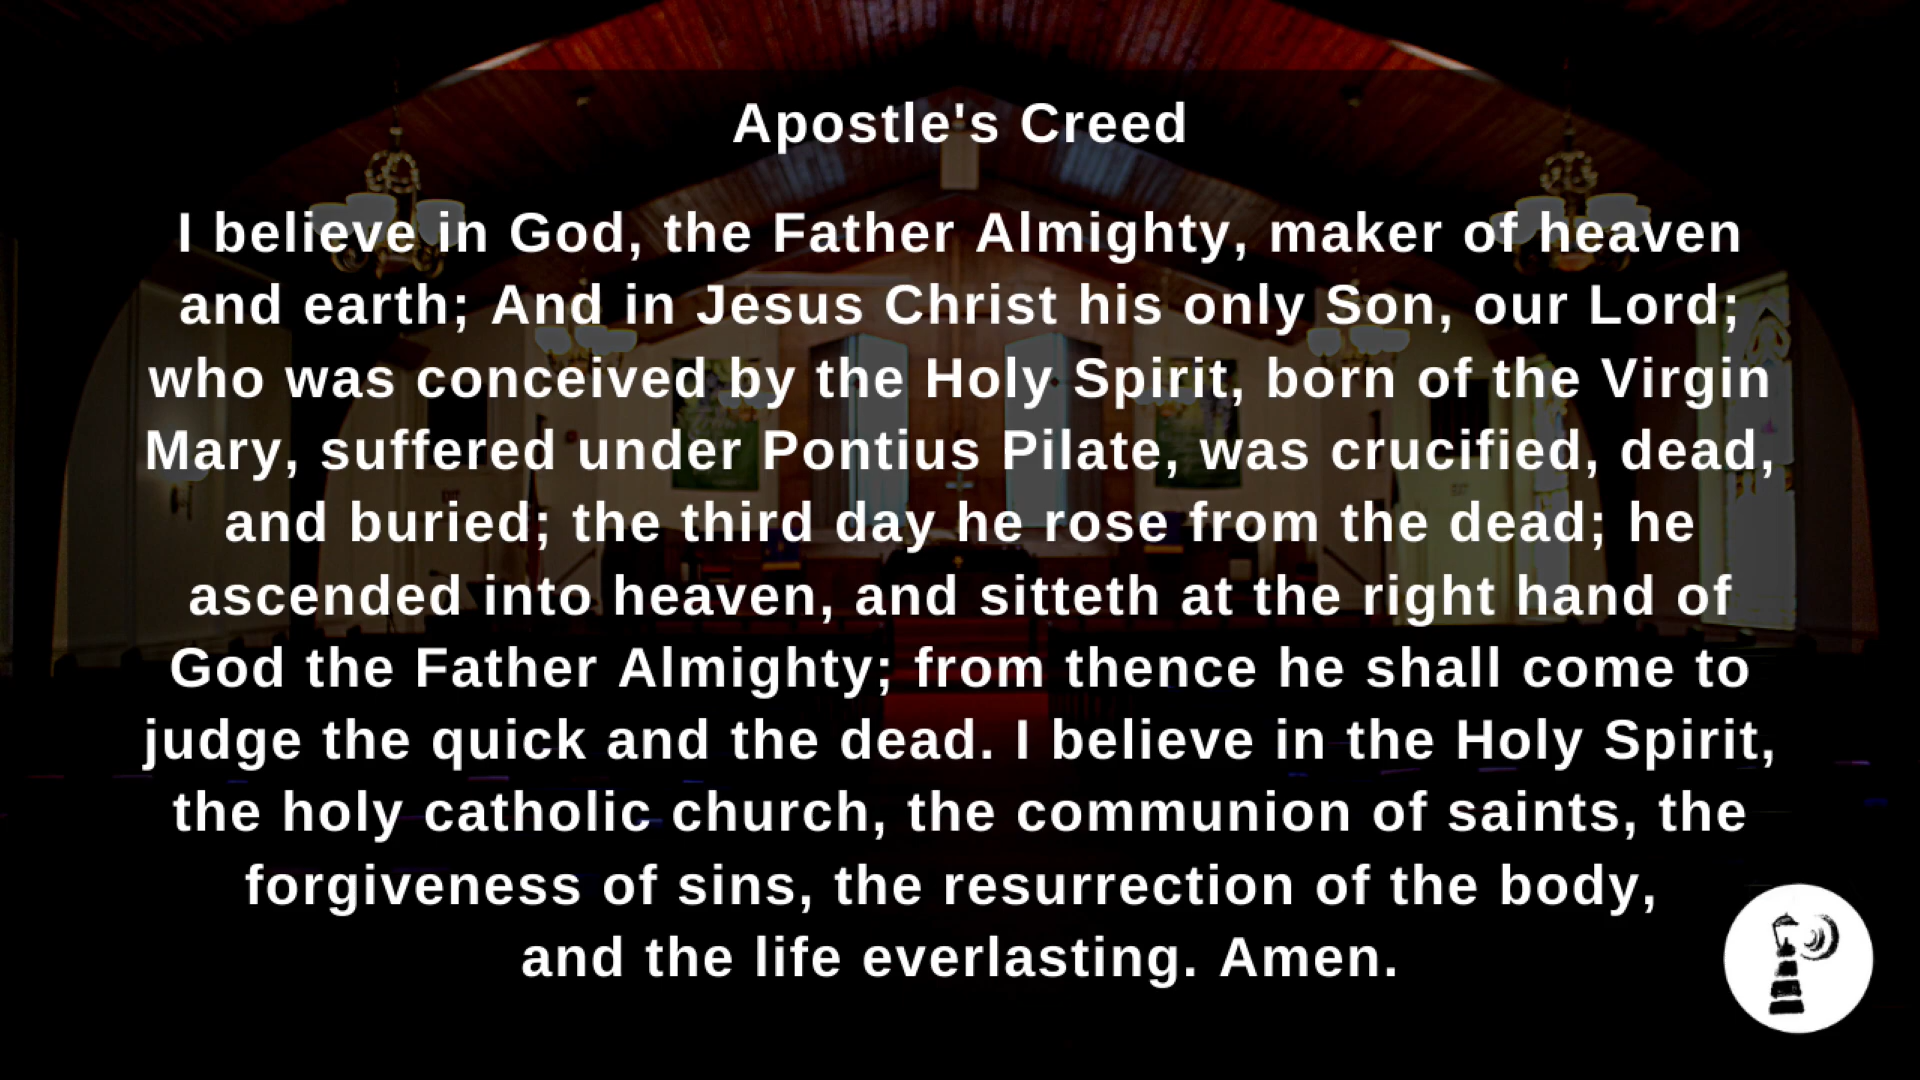 Apostle's Creed
I believe in God, the Father Almighty, maker of heaven
and earth; And in Jesus Christ his only Son, our Lord;
who was conceived by the Holy Spirit, born of the Virgin
Mary, suffered under Pontius Pilate, was crucified, dead,
and buried; the third day he rose from the dead; he
ascended into heaven, and sitteth at the right hand of
God the Father Almighty; from thence he shall come to
judge the quick and the dead. I believe in the Holy Spirit,
the holy catholic church, the communion of saints, the
forgiveness of sins, the resurrection of the body,
and the life everlasting. Amen.